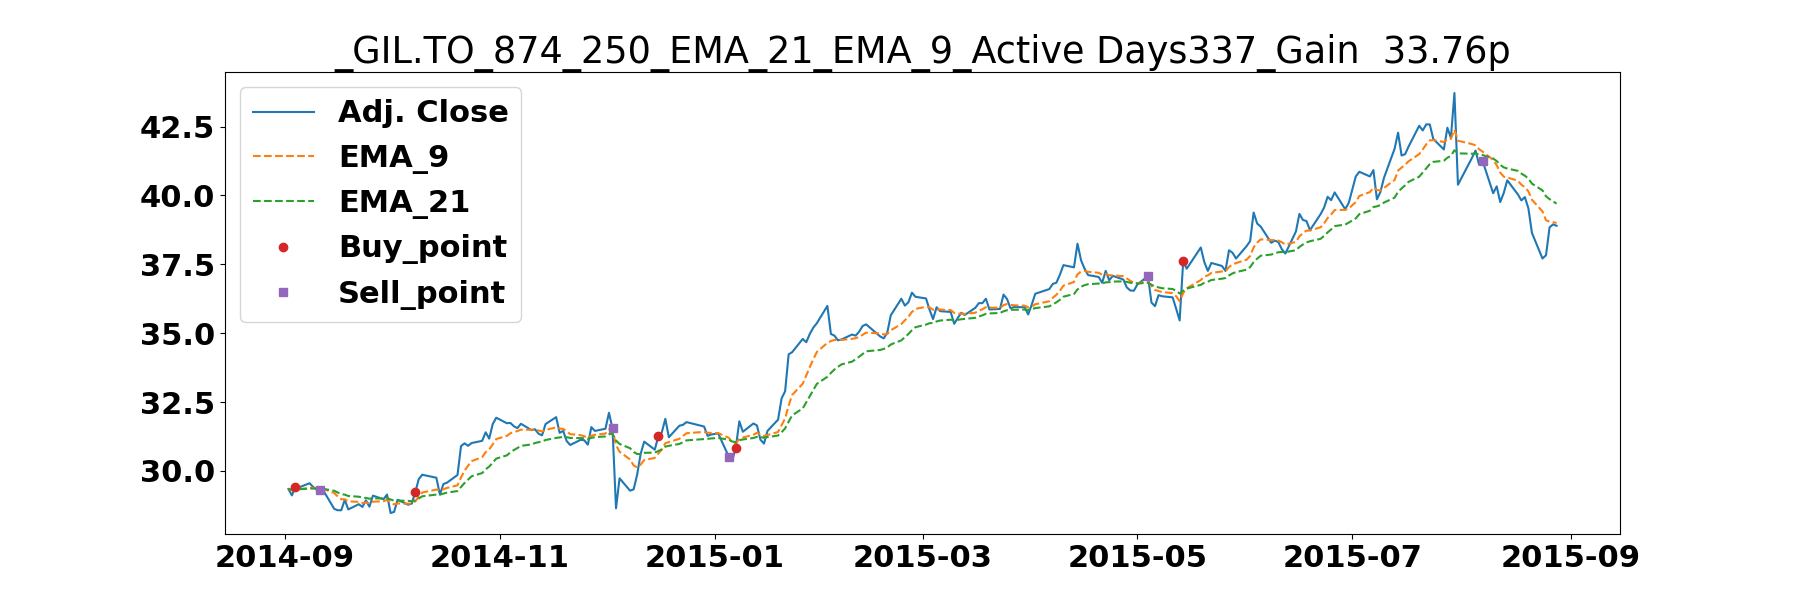 _GIL.TO_874_250_EMA_21_EMA_9_Active Days337_Gain  33.76p
Adj. Close
EMA_9
EMA_21
Buy_point
Sell_point
42.5
40.0
37.5
35.0
32.5
30.0
2014-09 2014-11 2015-01 2015-03 2015-05 2015-07 2015-09